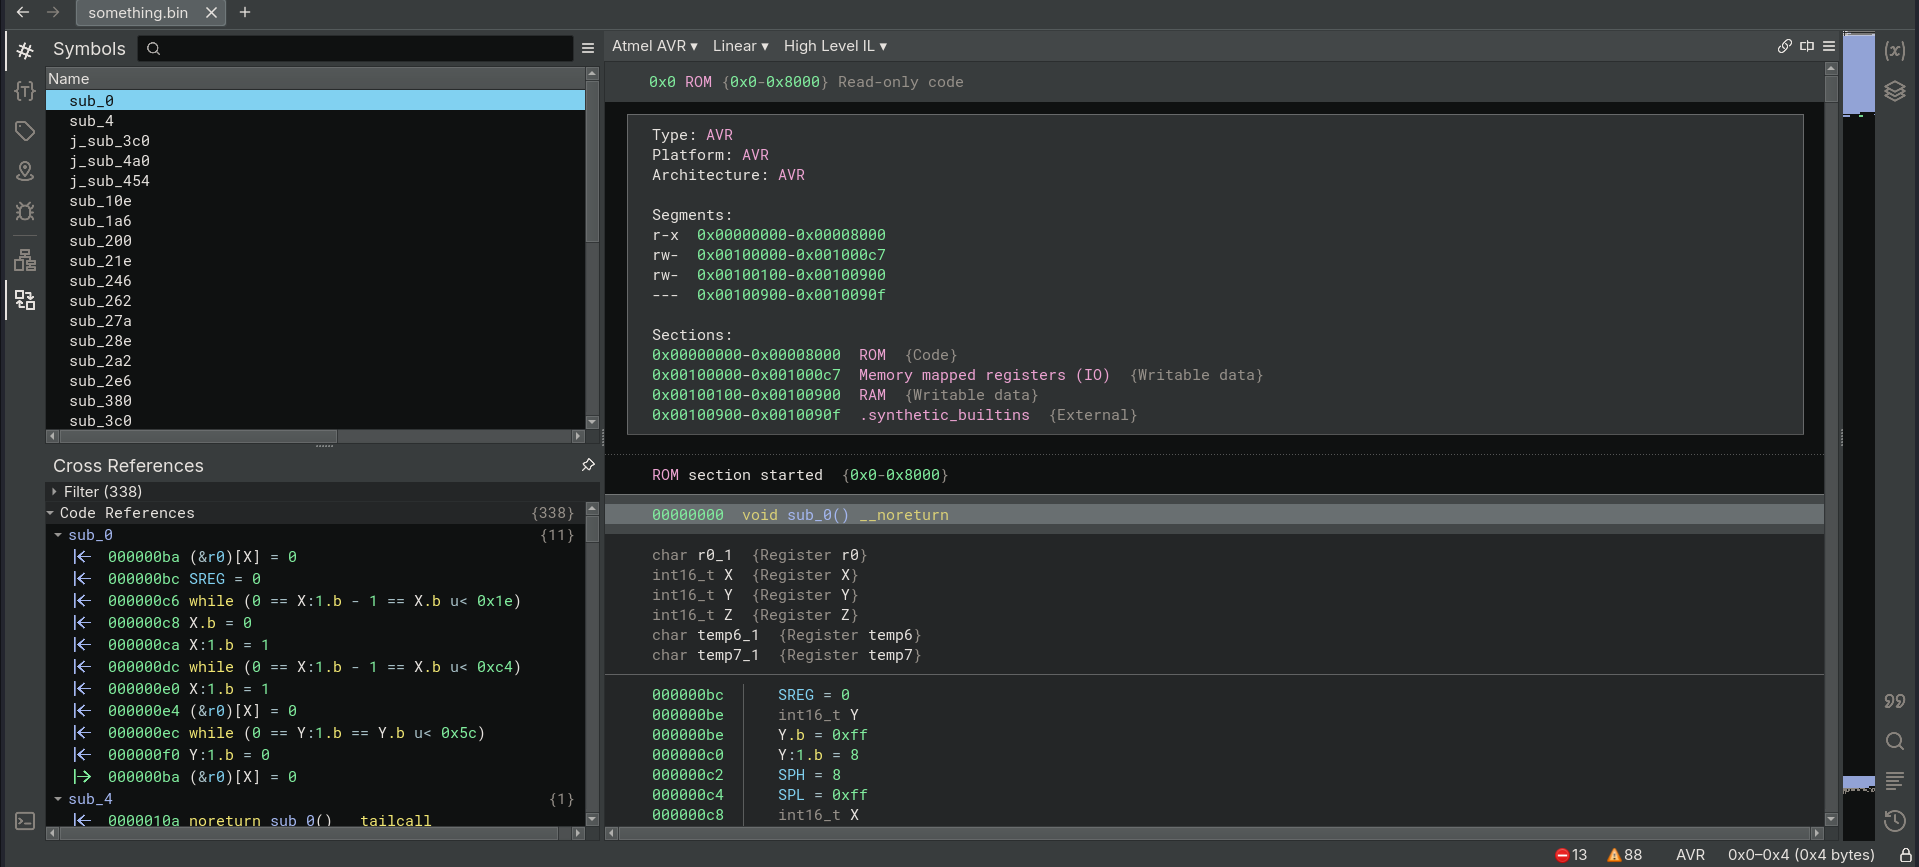 something.bin
Symbols
Name
sub_0
sub_4
j_sub_3c0
j_sub_4a0
j_sub_454
sub_10e
sub_1a6
sub_200
sub_21e
sub_246
sub_262
sub_27a
sub_28e
sub_2a2
sub_2e6
sub_380
sub_3c0
Cross References
Filter (338)
Code References {338}
sub_0 {11}
000000ba (&r0)[X] = 0
000000bc SREG = 0
000000c6 while (0 == X:1.b - 1 == X.b u< 0x1e)
000000c8 X.b = 0
000000ca X:1.b = 1
000000dc while (0 == X:1.b - 1 == X.b u< 0xc4)
000000e0 X:1.b = 1
000000e4 (&r0)[X] = 0
000000ec while (0 == Y:1.b == Y.b u< 0x5c)
000000f0 Y:1.b = 0
000000ba (&r0)[X] = 0
sub_4 {1}
0000010a noreturn sub_0() __tailcall
Atmel AVR ▾ Linear ▾ High Level IL ▾
0x0 ROM {0x0-0x8000} Read-only code
Type: AVR
Platform: AVR
Architecture: AVR
Segments:
r-x 0x00000000-0x00008000
rw- 0x00100000-0x001000c7
rw- 0x00100100-0x00100900
--- 0x00100900-0x0010090f
Sections:
0x00000000-0x00008000 ROM {Code}
0x00100000-0x001000c7 Memory mapped registers (IO) {Writable data}
0x00100100-0x00100900 RAM {Writable data}
0x00100900-0x0010090f .synthetic_builtins {External}
ROM section started {0x0-0x8000}
00000000 void sub_0() __noreturn
char r0_1 {Register r0}
int16_t X {Register X}
int16_t Y {Register Y}
int16_t Z {Register Z}
char temp6_1 {Register temp6}
char temp7_1 {Register temp7}
000000bc SREG = 0
000000be int16_t Y
000000be Y.b = 0xff
000000c0 Y:1.b = 8
000000c2 SPH = 8
000000c4 SPL = 0xff
000000c8 int16_t X
13 88 AVR 0x0–0x4 (0x4 bytes)